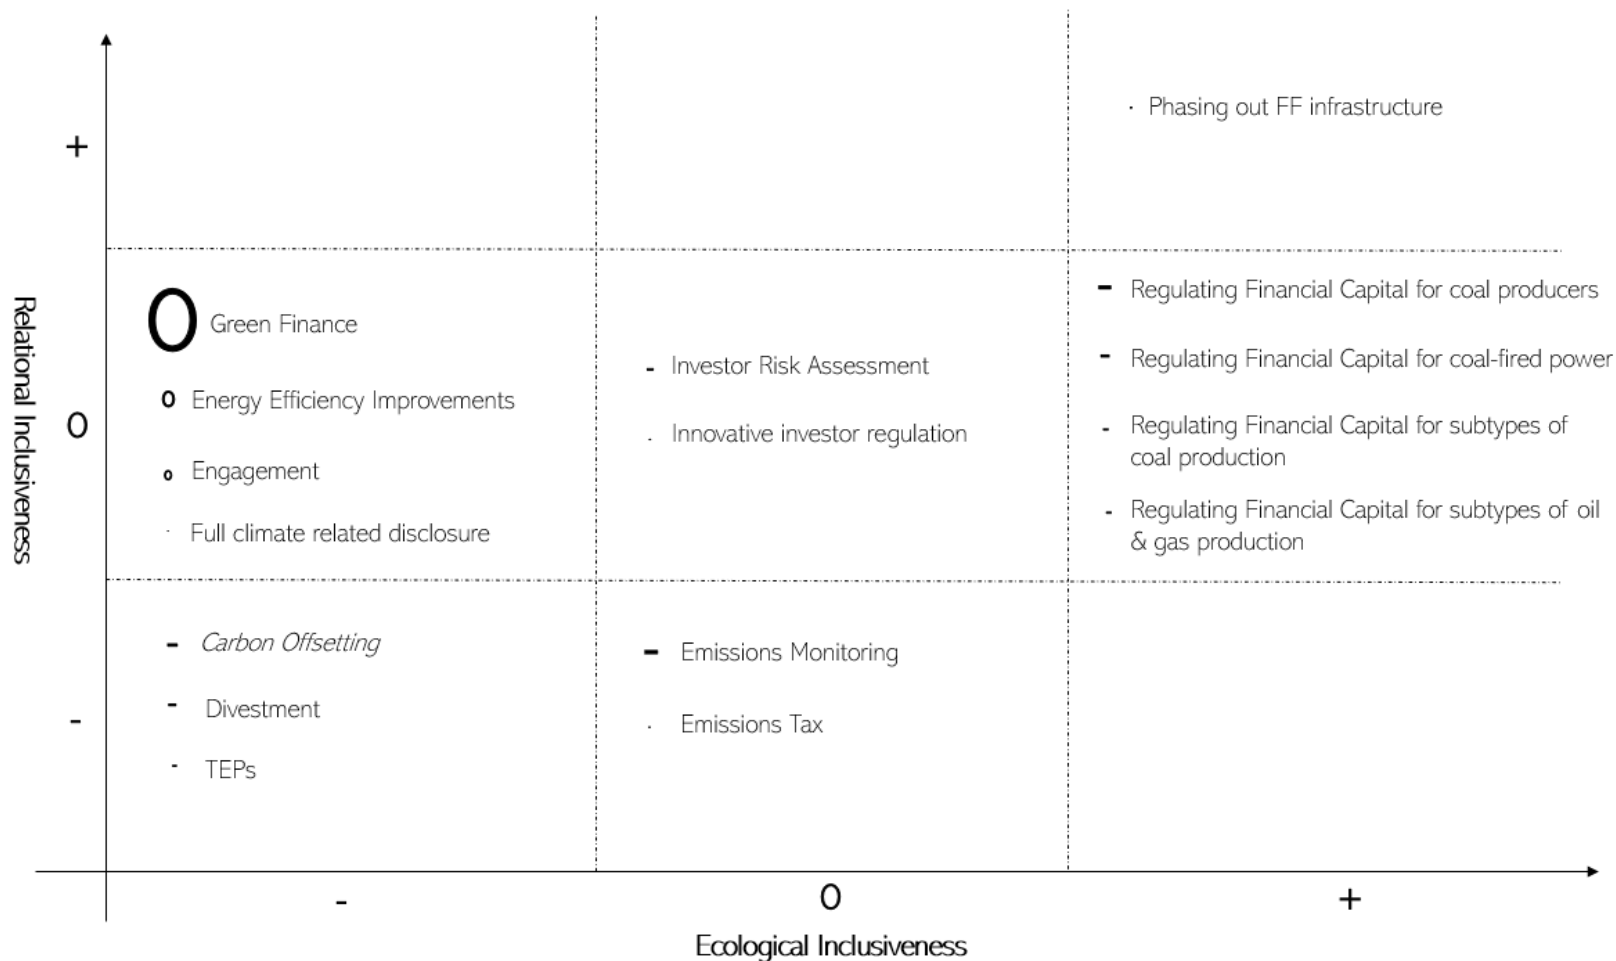 Relational Inclusiveness
+
0
-
· Phasing out FF infrastructure
0 Green Finance
0 Energy Efficiency Improvements
o Engagement
· Full climate related disclosure
- Investor Risk Assessment
. Innovative investor regulation
- Regulating Financial Capital for coal producers
- Regulating Financial Capital for coal-fired power
- Regulating Financial Capital for subtypes of
coal production
- Regulating Financial Capital for subtypes of oil
& gas production
- Carbon Offsetting
- Divestment
- TEPs
- Emissions Monitoring
. Emissions Tax
- 0 +
Ecological Inclusiveness